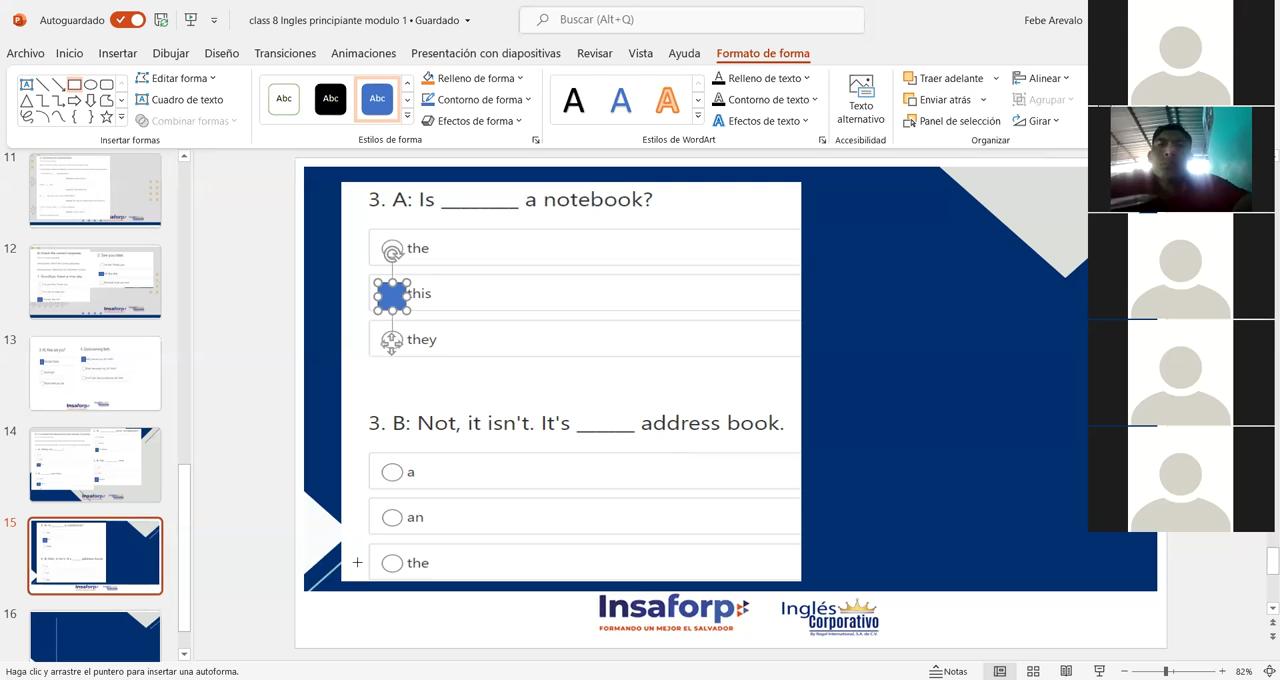 Autoguardado
class 8 Ingles principiante modulo 1 • Guardado
Buscar (Alt+Q)
Febe Arevalo
Archivo Inicio Insertar Dibujar Diseño Transiciones Animaciones Presentación con diapositivas Revisar Vista Ayuda Formato de forma
Editar forma
Cuadro de texto
Combinar formas
Insertar formas
Abc Abc Abc
Relleno de forma
Contorno de forma
Efectos de forma
Estilos de forma
A A A
Relleno de texto
Contorno de texto
Efectos de texto
Estilos de WordArt
Texto
alternativo
Accesibilidad
Traer adelante
Enviar atrás
Panel de selección
Alinear
Agrupar
Girar
Organizar
11
12
13
14
15
16
3. A: Is _______ a notebook?
the
this
they
3. B: Not, it isn't. It's ______ address book.
a
an
the
Insaforp
FORMANDO UN MEJOR EL SALVADOR
Inglés
Corporativo
By Regal International, S.A. de C.V.
Haga clic y arrastre el puntero para insertar una autoforma.
Notas
82%